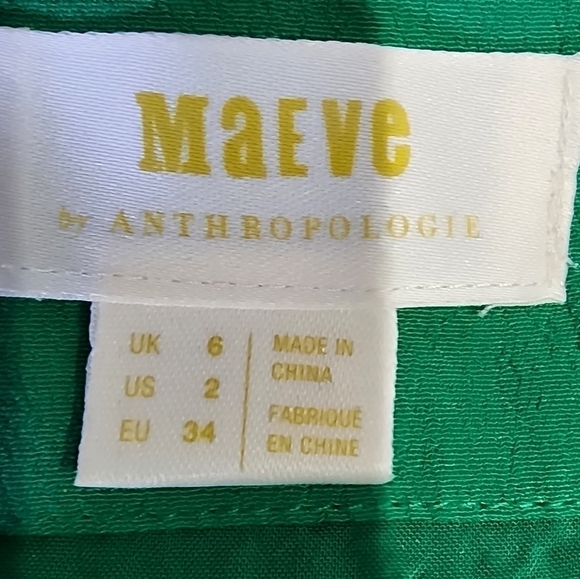 MaEVe
by ANTHROPOLOGIE
UK 6
US 2
EU 34
MADE IN
CHINA
FABRIQUÉ
EN CHINE